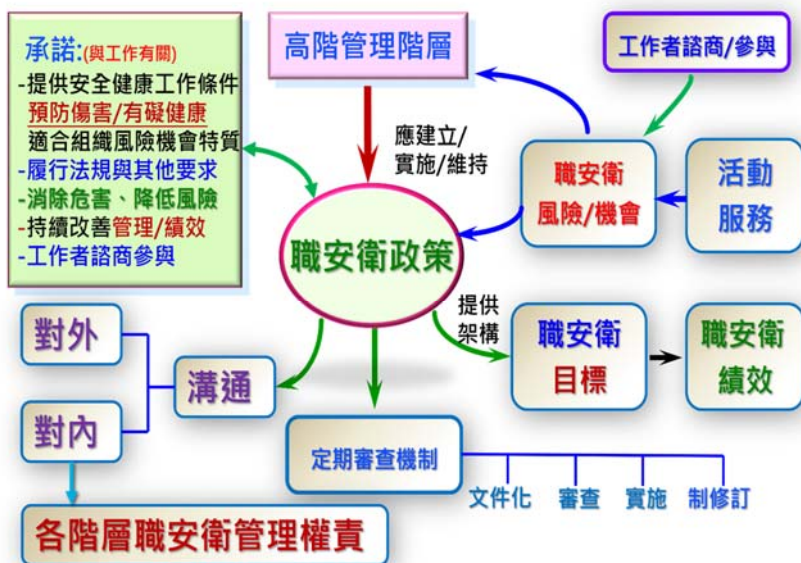 承諾:(與工作有關)
-提供安全健康工作條件
預防傷害/有礙健康
適合組織風險機會特質
-履行法規與其他要求
-消除危害、降低風險
-持續改善管理/績效
-工作者諮商參與
高階管理階層
工作者諮商/參與
應建立/
實施/維持
職安衛
風險/機會
活動
服務
職安衛政策
提供
架構
職安衛
目標
職安衛
績效
對外
溝通
對內
定期審查機制
文件化
審查
實施
制修訂
各階層職安衛管理權責